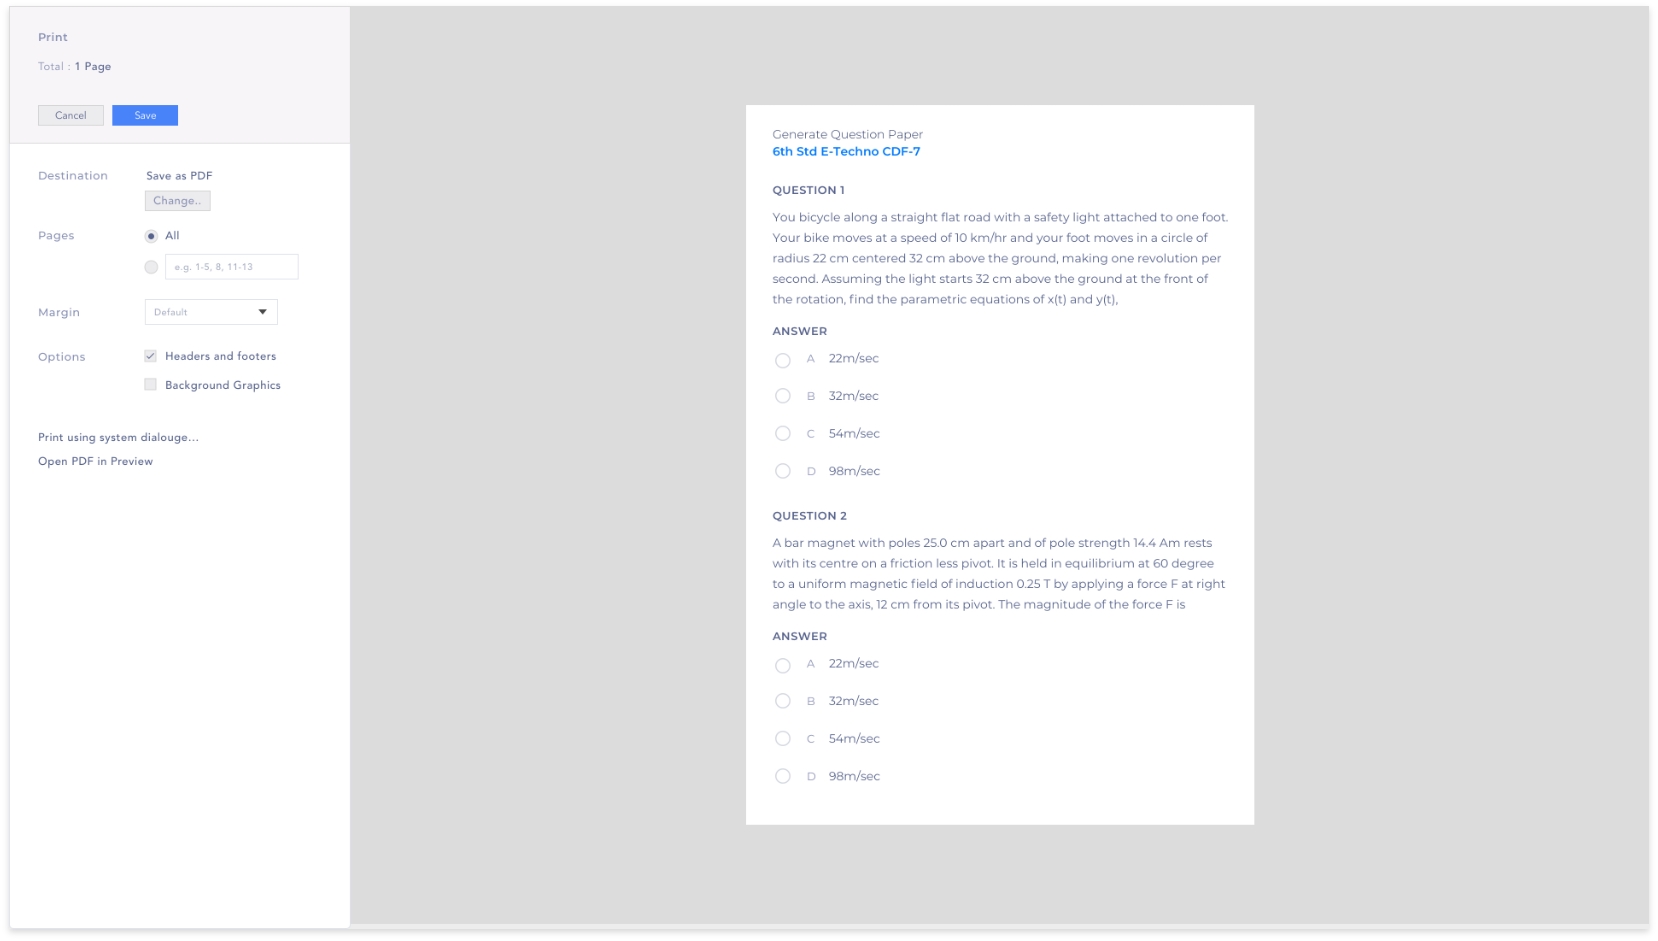 Print
Total : 1 Page
Cancel
Save
Destination
Save as PDF
Change..
Pages
All
e.g. 1-5, 8, 11-13
Margin
Default
Options
Headers and footers
Background Graphics
Print using system dialouge...
Open PDF in Preview
Generate Question Paper
6th Std E-Techno CDF-7
QUESTION 1
You bicycle along a straight flat road with a safety light attached to one foot.
Your bike moves at a speed of 10 km/hr and your foot moves in a circle of
radius 22 cm centered 32 cm above the ground, making one revolution per
second. Assuming the light starts 32 cm above the ground at the front of
the rotation, find the parametric equations of x(t) and y(t),
ANSWER
A 22m/sec
B 32m/sec
C 54m/sec
D 98m/sec
QUESTION 2
A bar magnet with poles 25.0 cm apart and of pole strength 14.4 Am rests
with its centre on a friction less pivot. It is held in equilibrium at 60 degree
to a uniform magnetic field of induction 0.25 T by applying a force F at right
angle to the axis, 12 cm from its pivot. The magnitude of the force F is
ANSWER
A 22m/sec
B 32m/sec
C 54m/sec
D 98m/sec